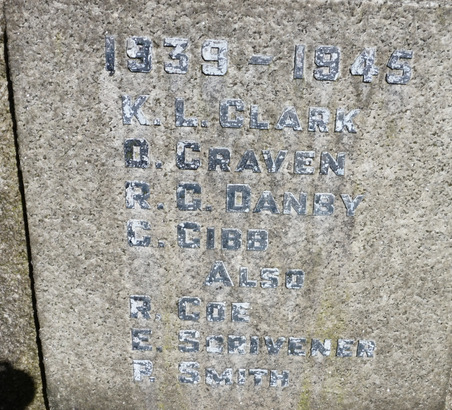 1939-1945
K. L. CLARK
D. CRAVEN
R. G. DANBY
G. GIBB
ALSO
R. COE
E. SCRIVENER
P. SMITH